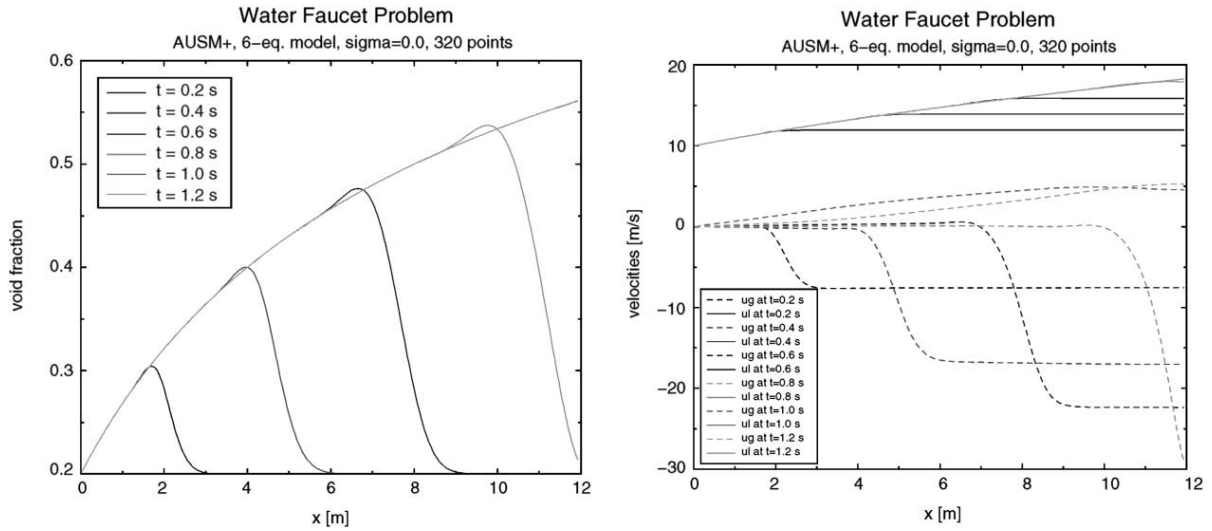 Water Faucet Problem
AUSM+, 6-eq. model, sigma=0.0, 320 points
0.6
0.5
0.4
0.3
0.2
void fraction
t = 0.2 s
t = 0.4 s
t = 0.6 s
t = 0.8 s
t = 1.0 s
t = 1.2 s
0
2
4
6
8
10
12
x [m]
Water Faucet Problem
AUSM+, 6-eq. model, sigma=0.0, 320 points
20
10
0
-10
-20
-30
velocities [m/s]
ug at t=0.2 s
ul at t=0.2 s
ug at t=0.4 s
ul at t=0.4 s
ug at t=0.6 s
ul at t=0.6 s
ug at t=0.8 s
ul at t=0.8 s
ug at t=1.0 s
ul at t=1.0 s
ug at t=1.2 s
ul at t=1.2 s
0
2
4
6
8
10
12
x [m]